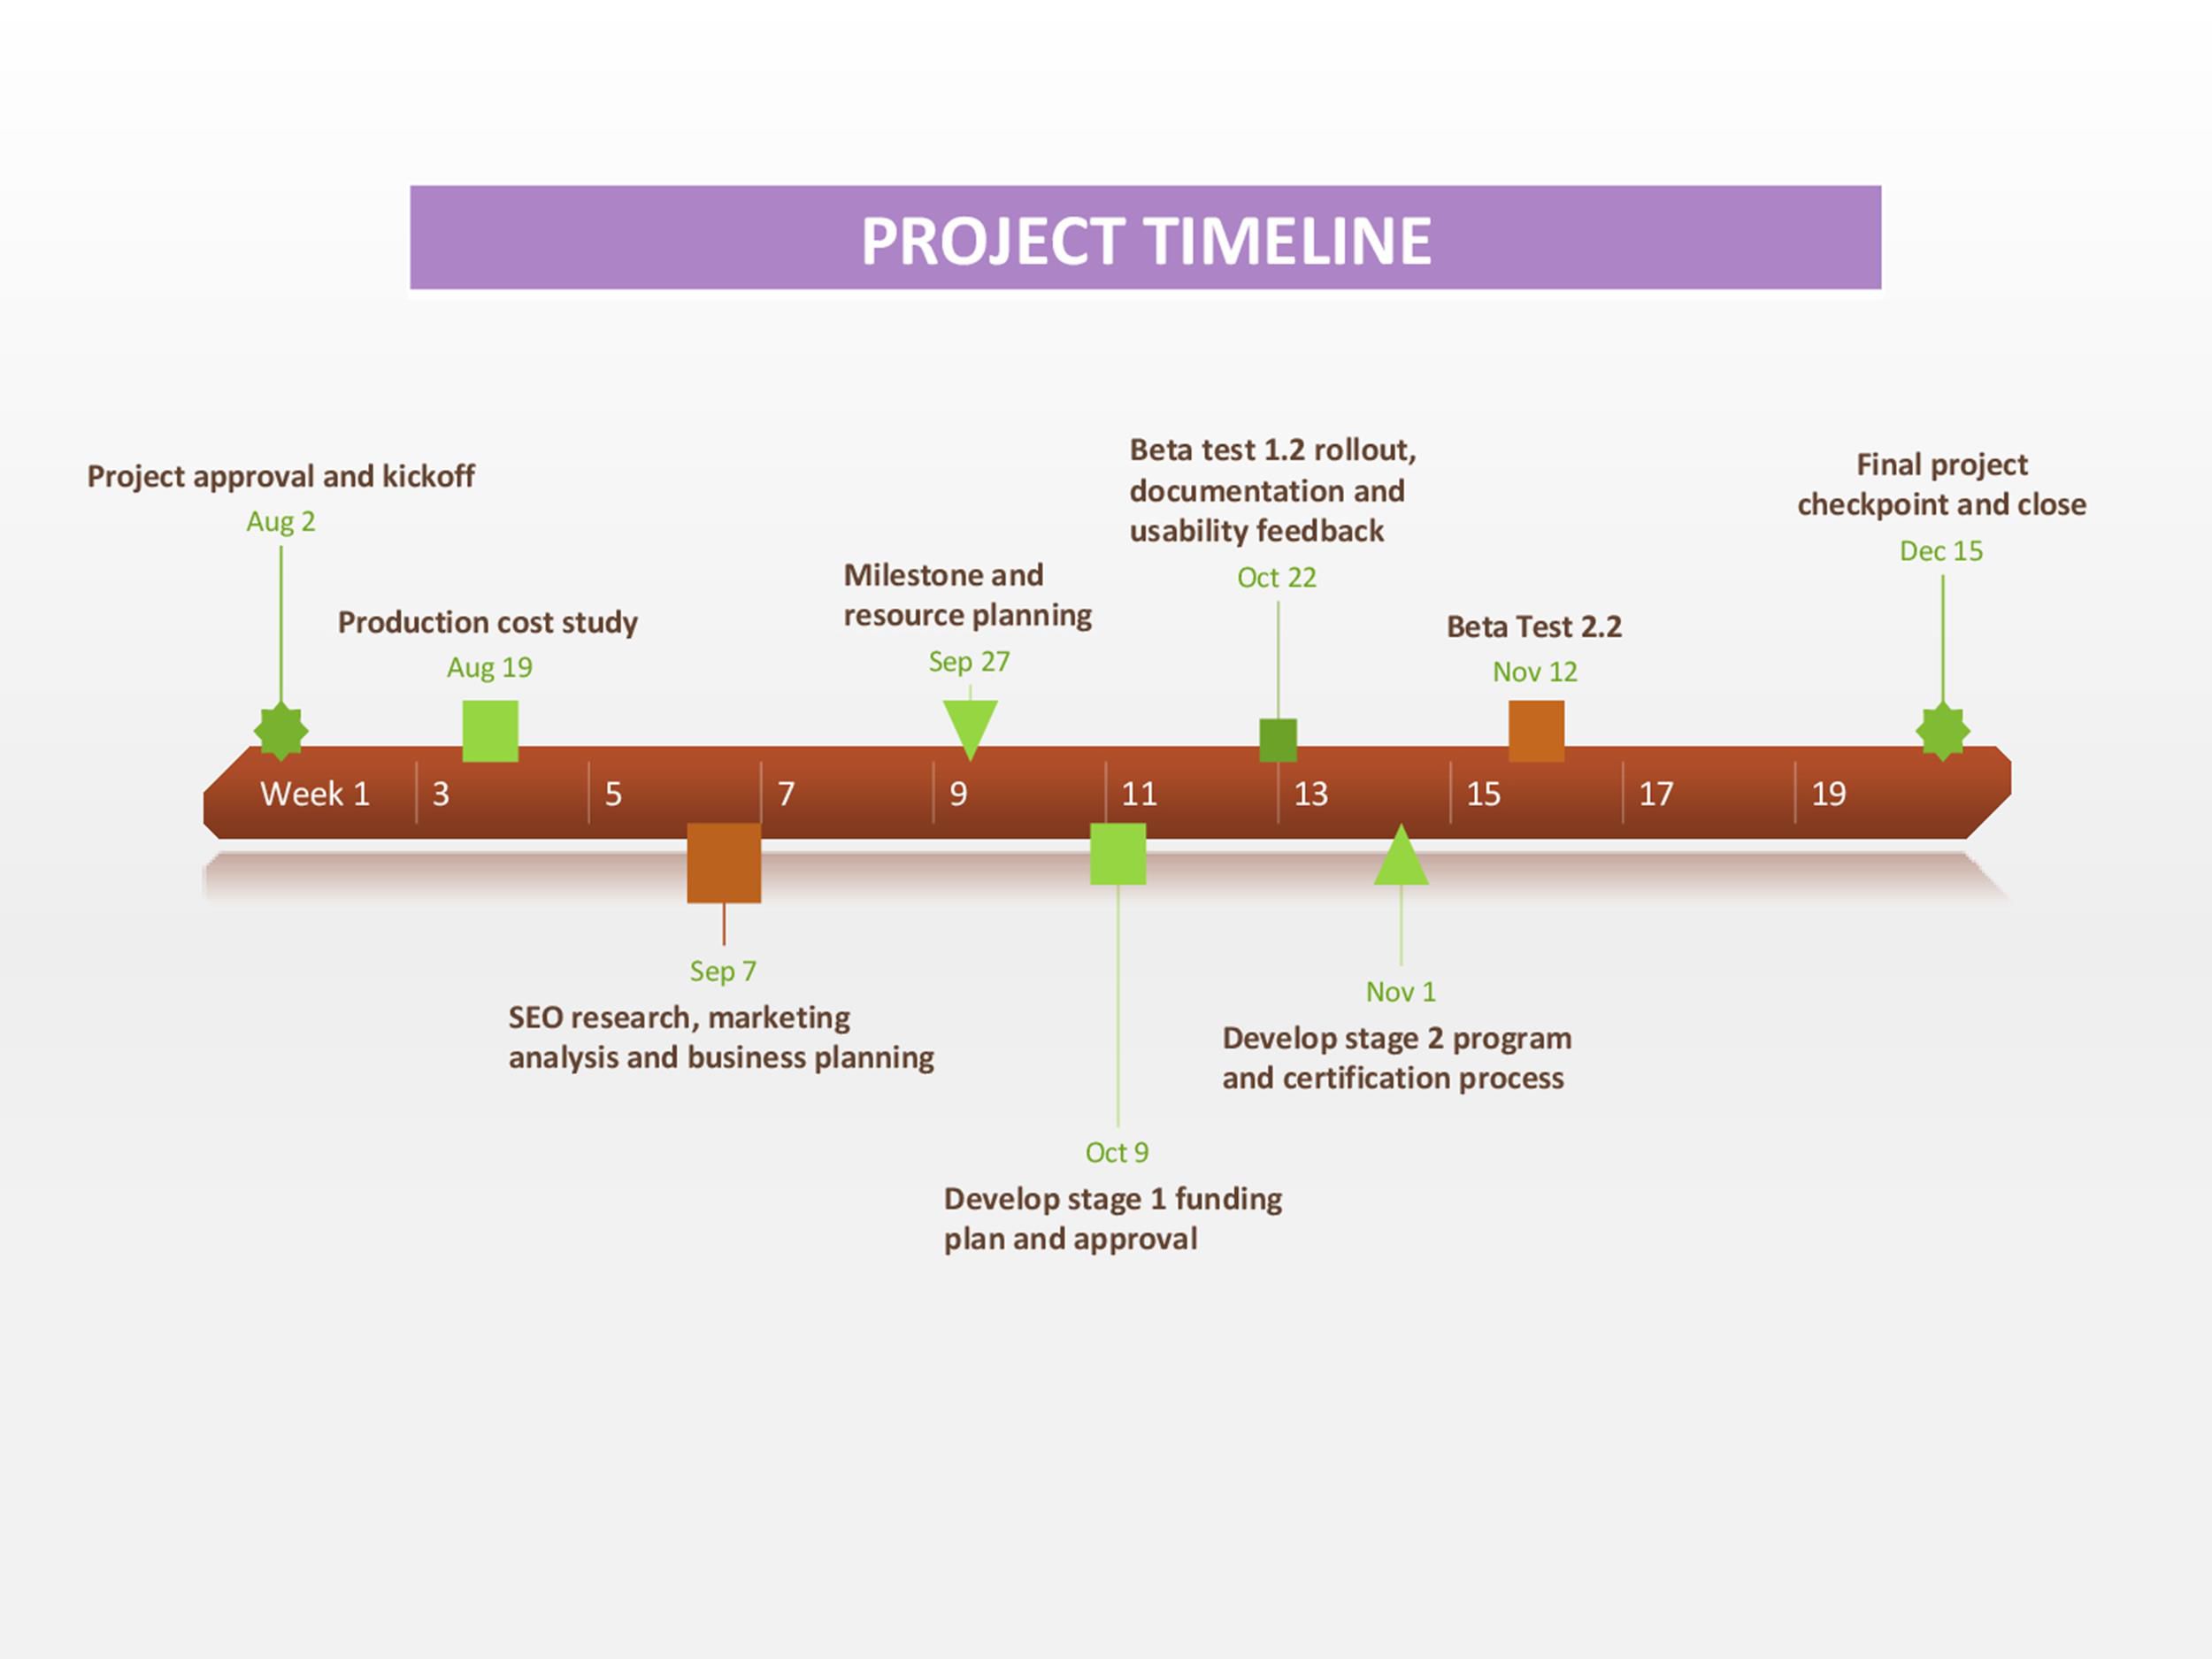 PROJECT TIMELINE
Project approval and kickoff
Aug 2
Production cost study
Aug 19
Milestone and
resource planning
Sep 27
Beta test 1.2 rollout,
documentation and
usability feedback
Oct 22
Beta Test 2.2
Nov 12
Final project
checkpoint and close
Dec 15
Week 1 3 5 7 9 11 13 15 17 19
Sep 7
SEO research, marketing
analysis and business planning
Oct 9
Develop stage 1 funding
plan and approval
Nov 1
Develop stage 2 program
and certification process